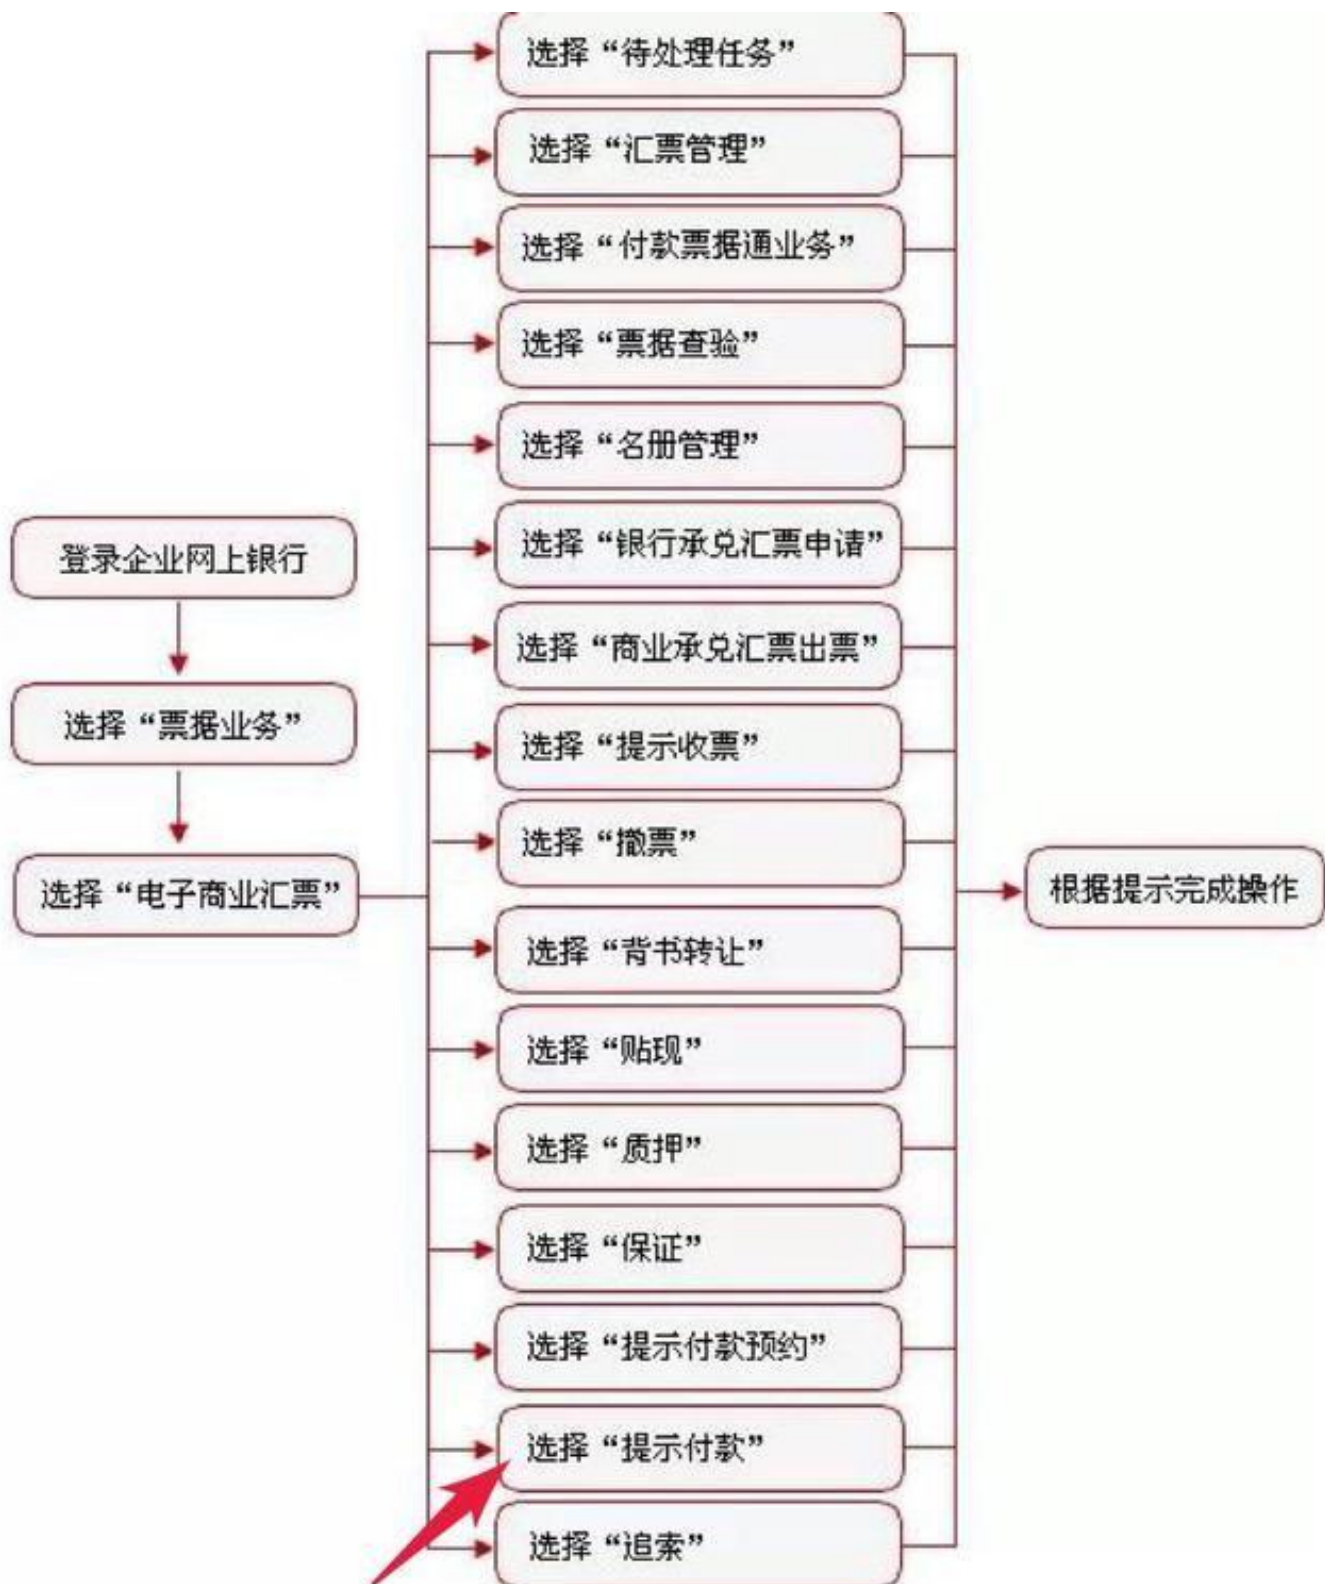 选择“待处理任务”
选择“汇票管理”
选择“付款票据通业务”
选择“票据查验”
选择“名册管理”
登录企业网上银行
选择“银行承兑汇票申请”
选择“商业承兑汇票出票”
选择“票据业务”
选择“提示收票”
选择“撤票”
选择“电子商业汇票”
根据提示完成操作
选择“背书转让”
选择“贴现”
选择“质押”
选择“保证”
选择“提示付款预约”
选择“提示付款”
选择“追索”